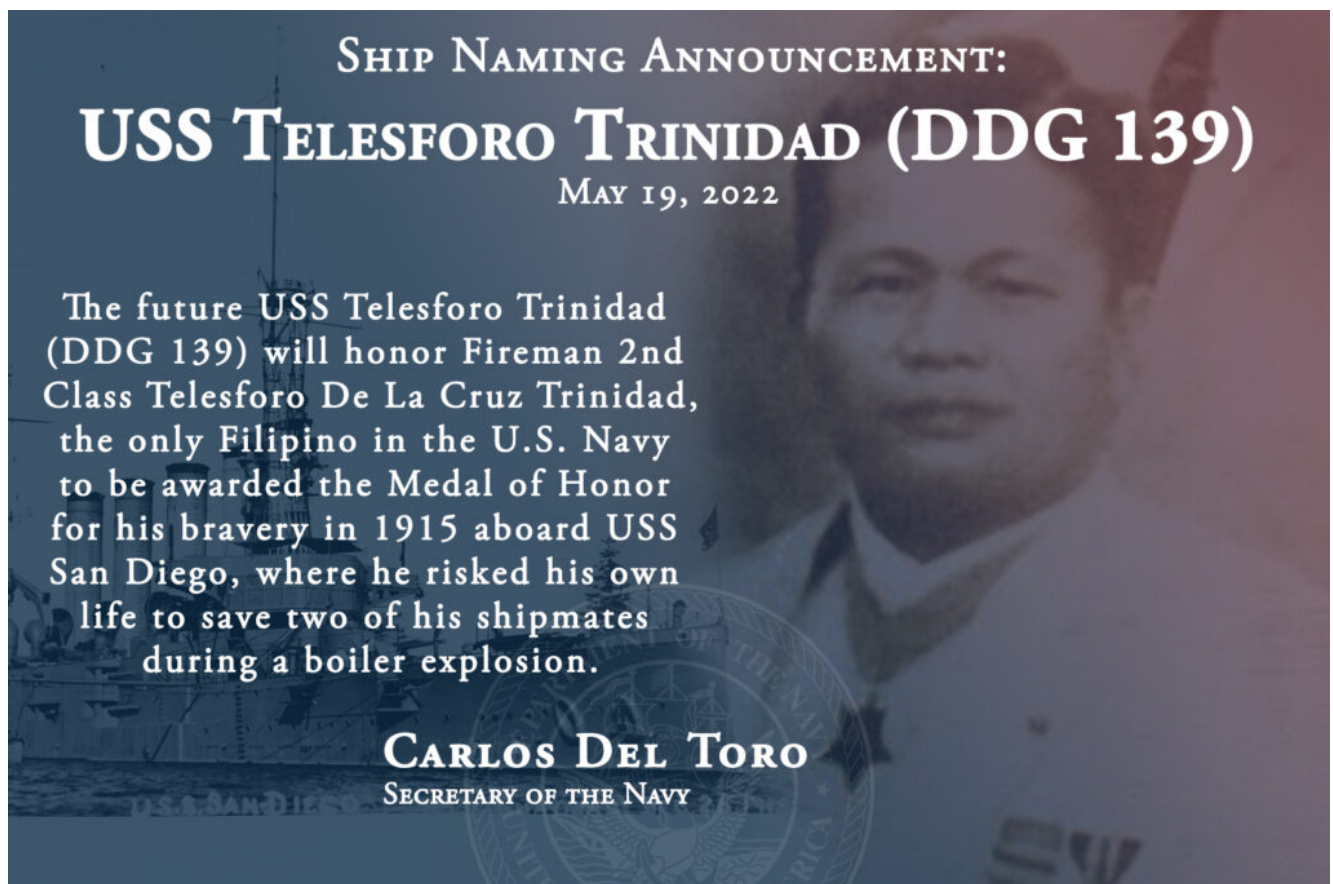 Ship Naming Announcement:
USS Telesforo Trinidad (DDG 139)
May 19, 2022
The future USS Telesforo Trinidad
(DDG 139) will honor Fireman 2nd
Class Telesforo De La Cruz Trinidad,
the only Filipino in the U.S. Navy
to be awarded the Medal of Honor
for his bravery in 1915 aboard USS
San Diego, where he risked his own
life to save two of his shipmates
during a boiler explosion.
Carlos Del Toro
Secretary of the Navy
U.S.S. SAN DIEGO